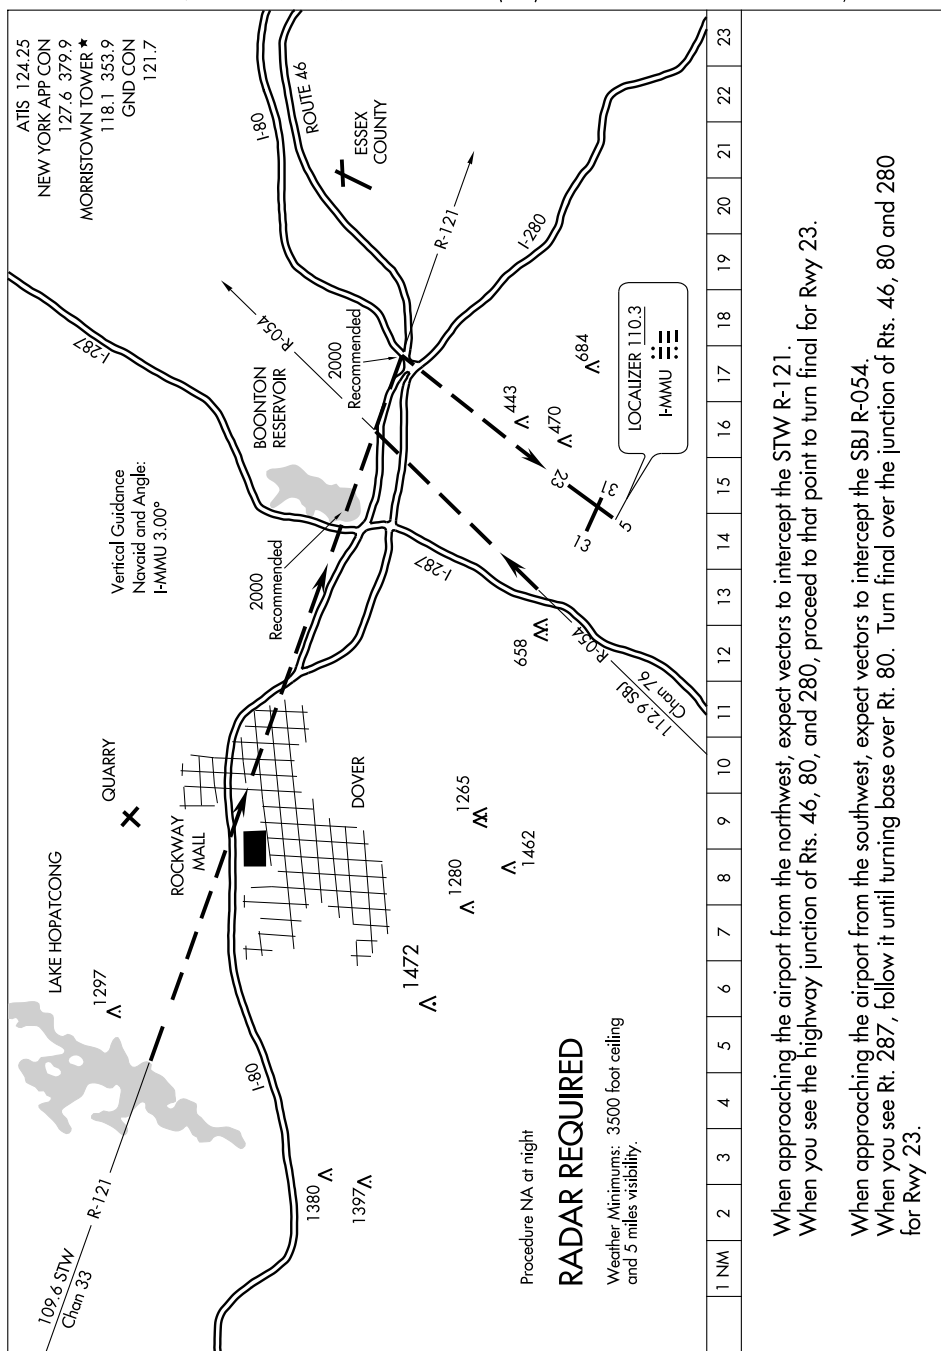 ATIS 124.25
NEW YORK APP CON
127.6 379.9
MORRISTOWN TOWER ★
118.1 353.9
GND CON
121.7
109.6 STW
Chan 33
R-121
LAKE HOPATCONG
1297
QUARRY
ROCKWAY
MALL
I-80
DOVER
1380
1397
1472
1280
1265
1462
Vertical Guidance
Navaid and Angle:
I-MMU 3.00°
I-287
BOONTON
RESERVOIR
2000
Recommended
2000
Recommended
R-054
I-80
ROUTE 46
ESSEX
COUNTY
R-121
I-280
I-287
658
R-054
112.9 SBJ
Chan 76
443
470
684
23
31
13
5
LOCALIZER 110.3
I-MMU
Procedure NA at night
RADAR REQUIRED
Weather Minimums: 3500 foot ceiling
and 5 miles visibility.
1 NM 2 3 4 5 6 7 8 9 10 11 12 13 14 15 16 17 18 19 20 21 22 23
When approaching the airport from the northwest, expect vectors to intercept the STW R-121.
When you see the highway junction of Rts. 46, 80, and 280, proceed to that point to turn final for Rwy 23.
When approaching the airport from the southwest, expect vectors to intercept the SBJ R-054.
When you see Rt. 287, follow it until turning base over Rt. 80. Turn final over the junction of Rts. 46, 80 and 280
for Rwy 23.